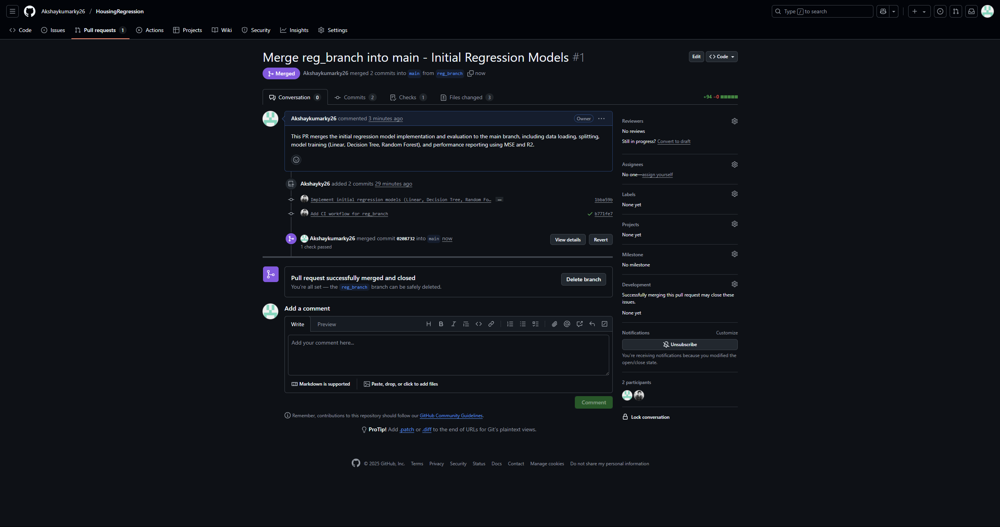 Akshaykumarky26 / HousingRegression
Type / to search
Code Issues Pull requests 1 Actions Projects Wiki Security Insights Settings
Merge reg_branch into main - Initial Regression Models #1
Edit Code
Merged Akshaykumarky26 merged 2 commits into main from reg_branch now
Conversation 0 Commits 2 Checks 1 Files changed 3
+94 −0
Akshaykumarky26 commented 3 minutes ago
Owner
This PR merges the initial regression model implementation and evaluation to the main branch, including data loading, splitting,
model training (Linear, Decision Tree, Random Forest), and performance reporting using MSE and R2.
Akshayky26 added 2 commits 29 minutes ago
Implement initial regression models (Linear, Decision Tree, Random Fo… ... 1bba59b
Add CI workflow for reg_branch b771fe7
Akshaykumarky26 merged commit 0208732 into main now
1 check passed
View details Revert
Pull request successfully merged and closed
You're all set — the reg_branch branch can be safely deleted.
Delete branch
Add a comment
Write Preview
Add your comment here...
Markdown is supported Paste, drop, or click to add files
Comment
Remember, contributions to this repository should follow our GitHub Community Guidelines.
ProTip! Add .patch or .diff to the end of URLs for Git's plaintext views.
Reviewers
No reviews
Still in progress? Convert to draft
Assignees
No one—assign yourself
Labels
None yet
Projects
None yet
Milestone
No milestone
Development
Successfully merging this pull request may close these
issues.
None yet
Notifications Customize
Unsubscribe
You're receiving notifications because you modified the
open/close state.
2 participants
Lock conversation
© 2025 GitHub, Inc. Terms Privacy Security Status Docs Contact Manage cookies Do not share my personal information